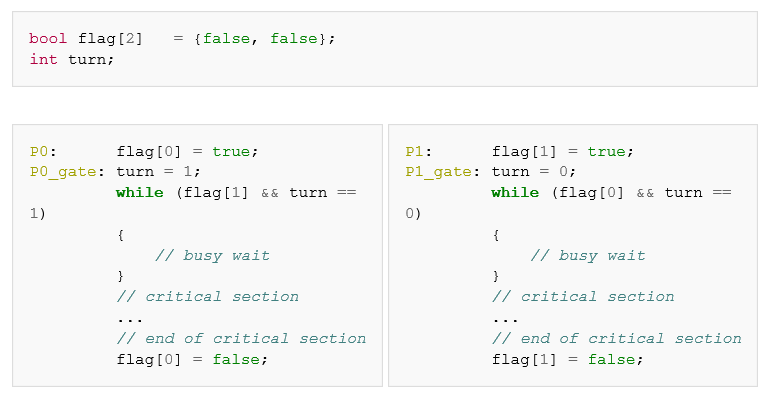 bool flag[2]   = {false, false};
int turn;
P0:      flag[0] = true;
P0_gate: turn = 1;
         while (flag[1] && turn ==
1)
         {
             // busy wait
         }
         // critical section
         ...
         // end of critical section
         flag[0] = false;
P1:      flag[1] = true;
P1_gate: turn = 0;
         while (flag[0] && turn ==
0)
         {
             // busy wait
         }
         // critical section
         ...
         // end of critical section
         flag[1] = false;